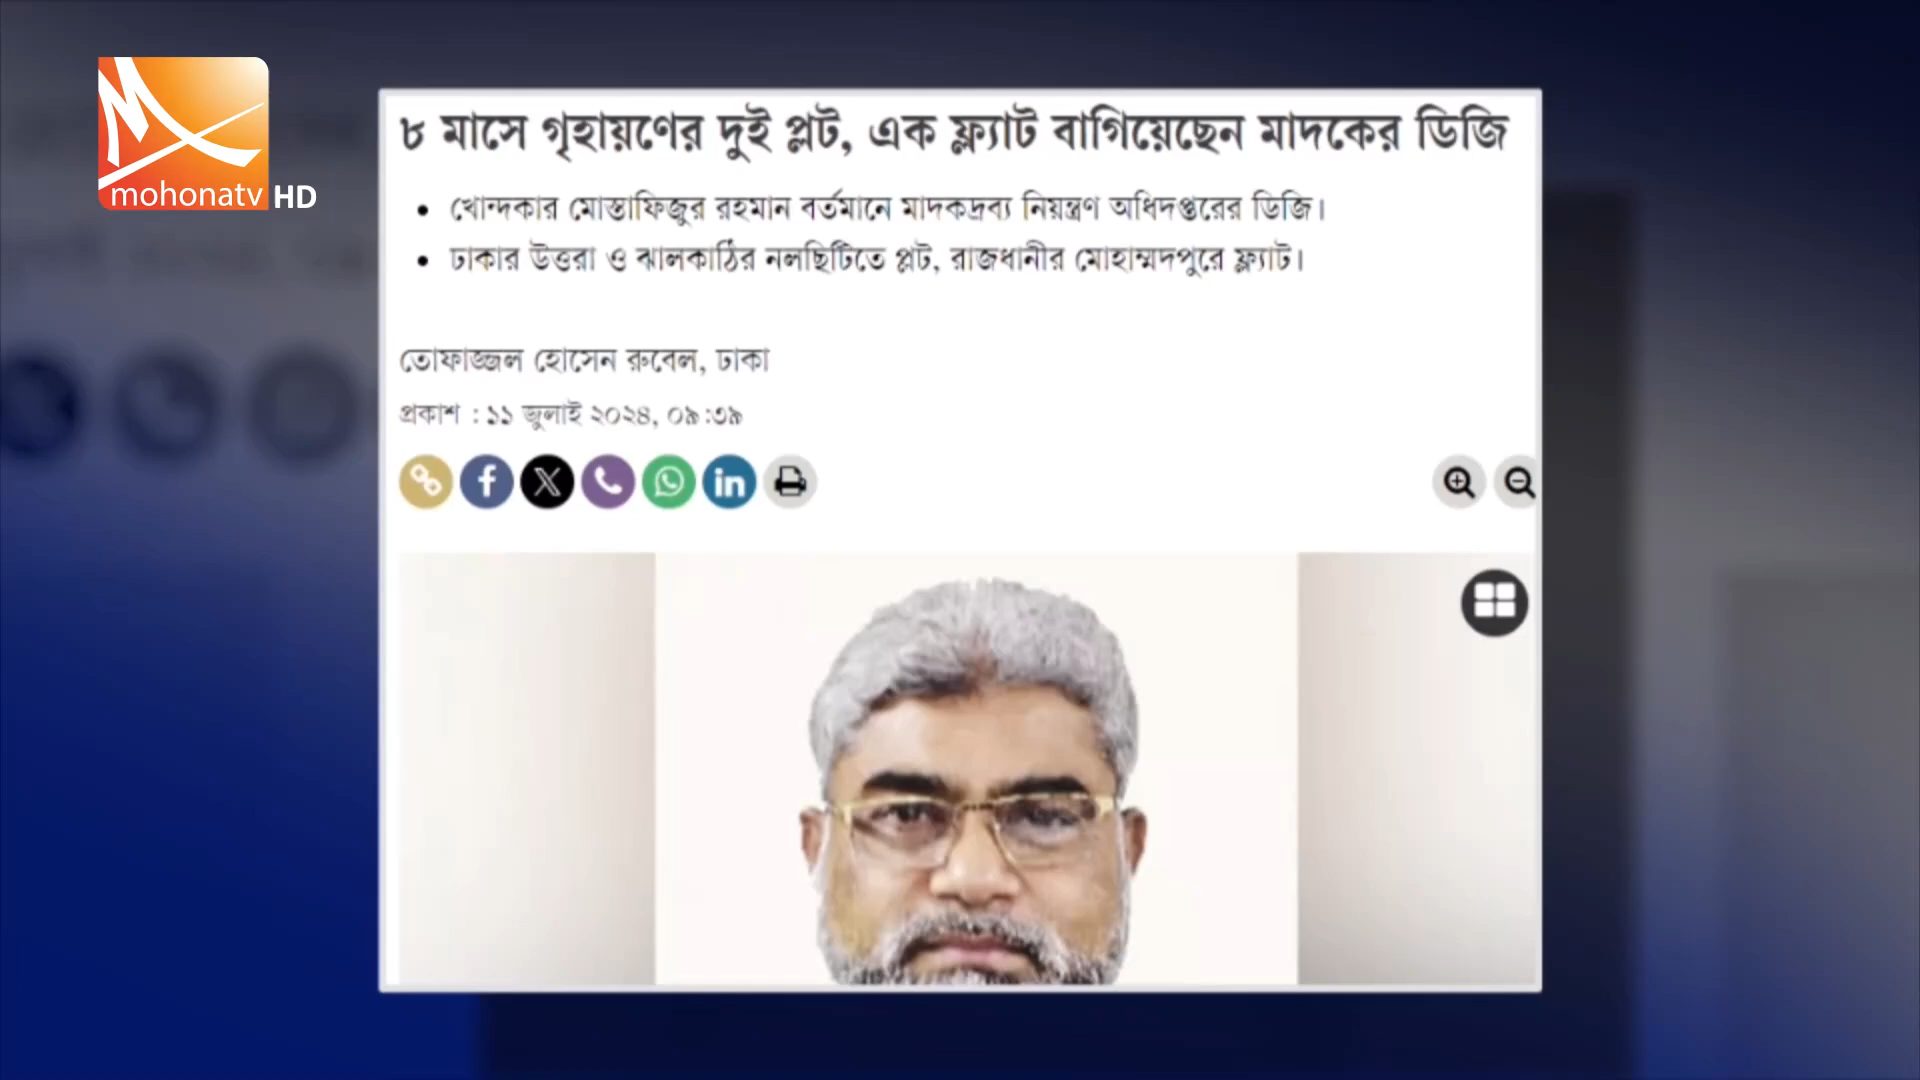 mohonatv HD
৮ মাসে গৃহায়ণের দুই প্লট, এক ফ্ল্যাট বাগিয়েছেন মাদকের ডিজি
• খোন্দকার মোস্তাফিজুর রহমান বর্তমানে মাদকদ্রব্য নিয়ন্ত্রণ অধিদপ্তরের ডিজি।
• ঢাকার উত্তরা ও ঝালকাঠির নলছিটিতে প্লট, রাজধানীর মোহাম্মদপুরে ফ্ল্যাট।
তোফাজ্জল হোসেন রুবেল, ঢাকা
প্রকাশ : ১১ জুলাই ২০২৪, ০৯:৩৯